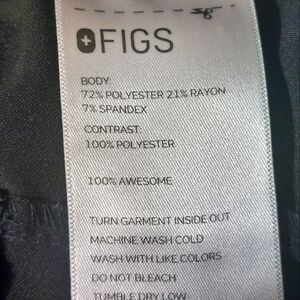 FIGS
BODY:
72% POLYESTER 21% RAYON
7% SPANDEX
CONTRAST:
100% POLYESTER
100% AWESOME
TURN GARMENT INSIDE OUT
MACHINE WASH COLD
WASH WITH LIKE COLORS
DO NOT BLEACH
TUMBLE DRY LOW